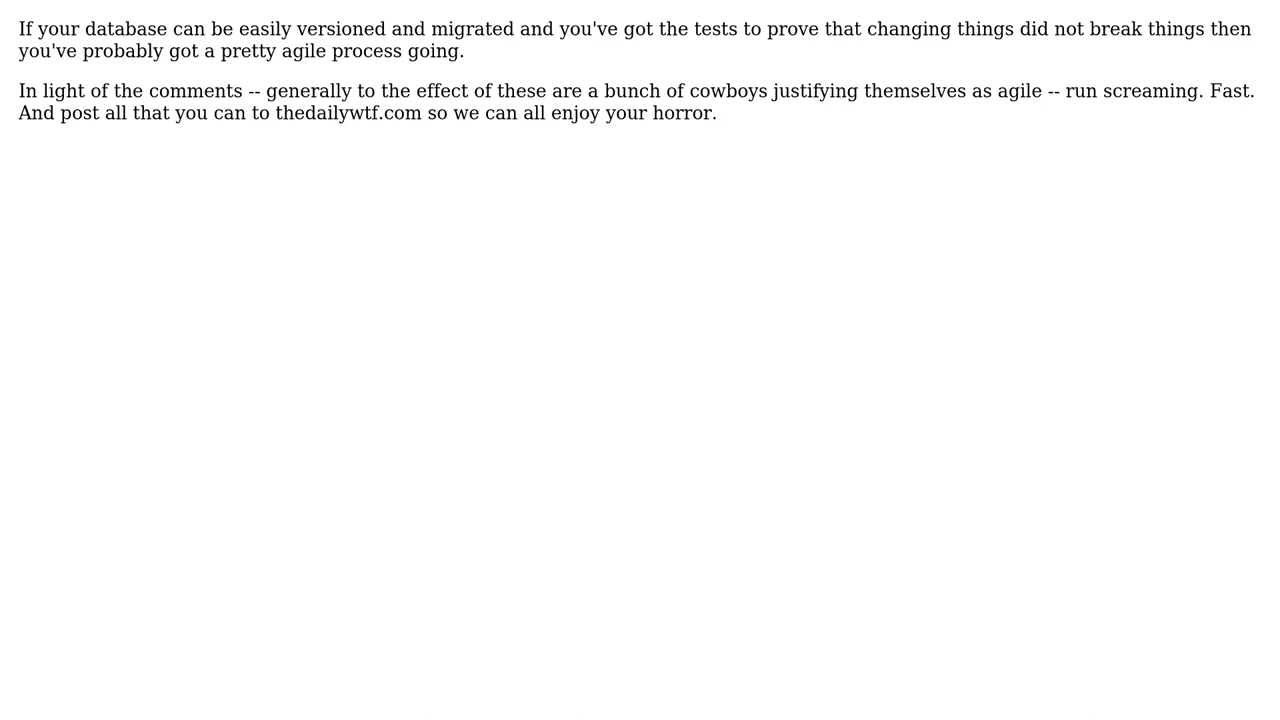 If your database can be easily versioned and migrated and you've got the tests to prove that changing things did not break things then
you've probably got a pretty agile process going.
In light of the comments -- generally to the effect of these are a bunch of cowboys justifying themselves as agile -- run screaming. Fast.
And post all that you can to thedailywtf.com so we can all enjoy your horror.